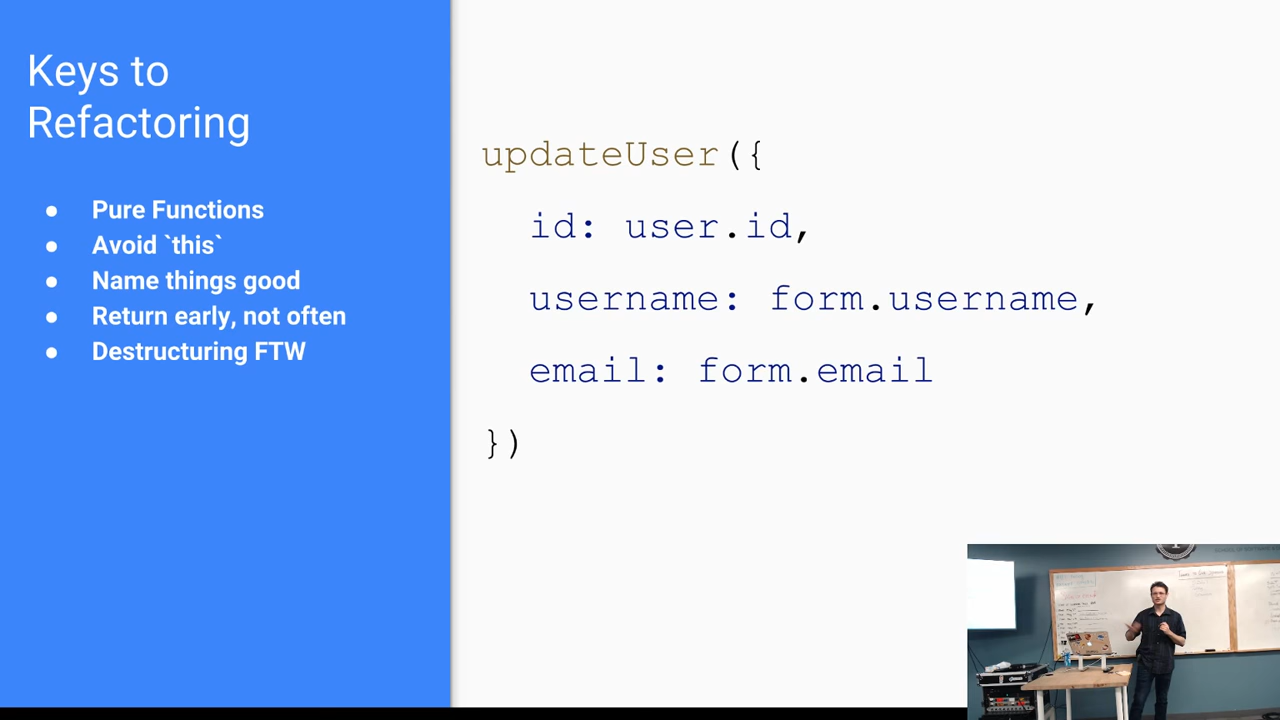 Keys to
Refactoring
● Pure Functions
● Avoid `this`
● Name things good
● Return early, not often
● Destructuring FTW
updateUser({
id: user.id,
username: form.username,
email: form.email
})